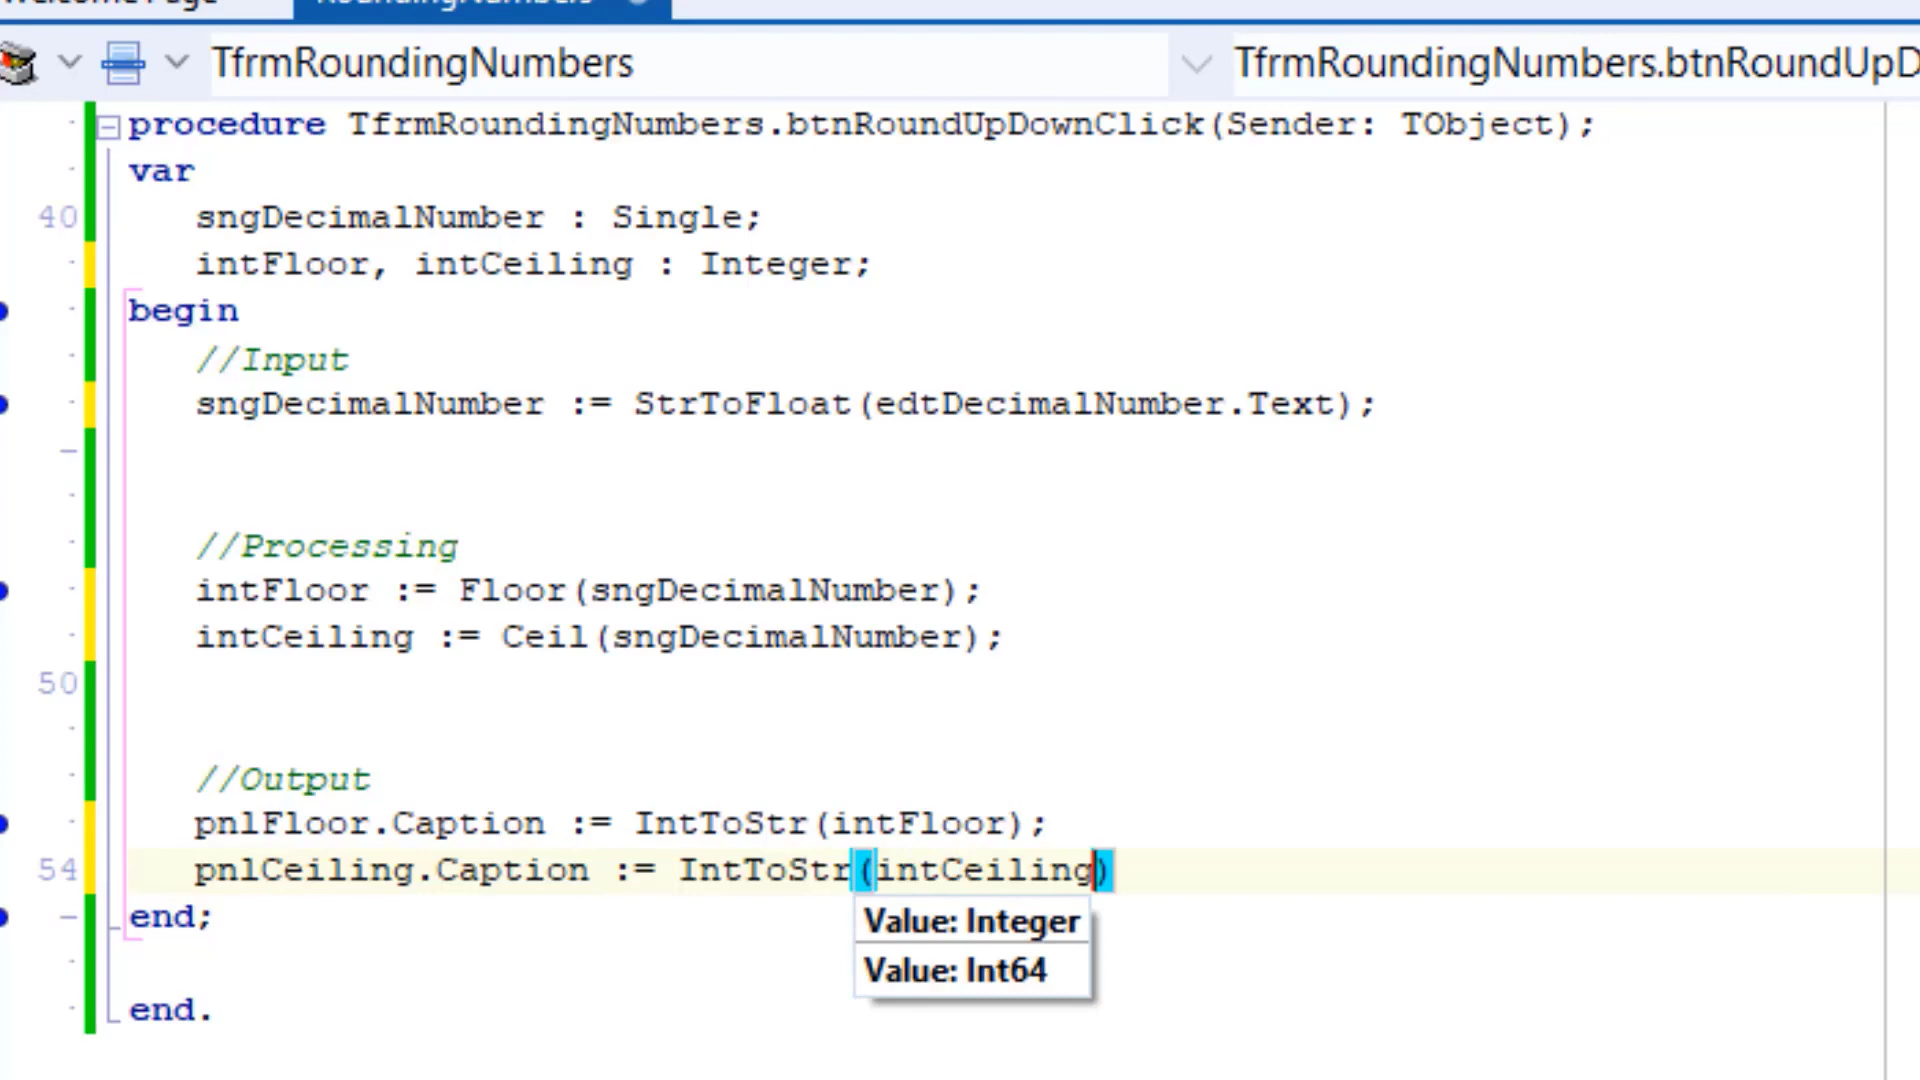 TfrmRoundingNumbers
TfrmRoundingNumbers.btnRoundUpD
procedure TfrmRoundingNumbers.btnRoundUpDownClick(Sender: TObject);
var
40 sngDecimalNumber : Single;
intFloor, intCeiling : Integer;
begin
//Input
sngDecimalNumber := StrToFloat(edtDecimalNumber.Text);
//Processing
intFloor := Floor(sngDecimalNumber);
intCeiling := Ceil(sngDecimalNumber);
50
//Output
pnlFloor.Caption := IntToStr(intFloor);
54 pnlCeiling.Caption := IntToStr(intCeiling)
end;
Value: Integer
Value: Int64
end.